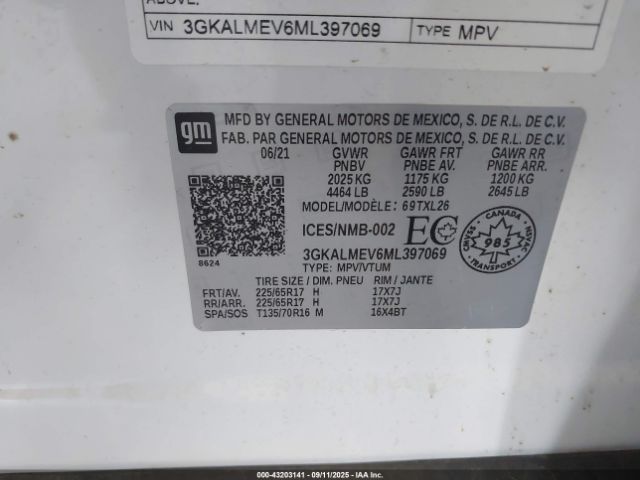 ABOVE.
VIN 3GKALMEV6ML397069 TYPE MPV
gm MFD BY GENERAL MOTORS DE MEXICO, S. DE R.L. DE C.V.
FAB. PAR GENERAL MOTORS DE MEXICO, S. DE R.L. DE C.V.
06/21 GVWR GAWR FRT GAWR RR
PNBV PNBE AV. PNBE ARR.
2025 KG 1175 KG 1200 KG
4464 LB 2590 LB 2645 LB
MODEL/MODÈLE: 69TXL26
ICES/NMB-002 EC
3GKALMEV6ML397069
TYPE: MPV/VTUM
8624
CMVSS NSVAC 985
TIRE SIZE / DIM. PNEU RIM / JANTE
FRT/AV. 225/65R17 H 17X7J
RR/ARR. 225/65R17 H 17X7J
SPA/SOS T135/70R16 M 16X4BT
000-43203141 - 09/11/2025 - IAA Inc.